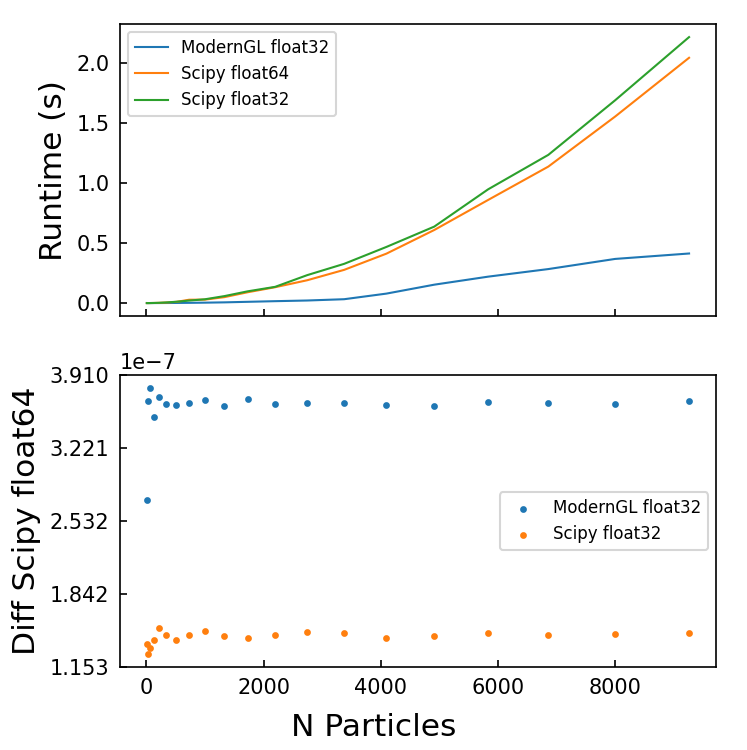 ModernGL float32
Scipy float64
Scipy float32
Runtime (s)
2.0
1.5
1.0
0.5
0.0
1e−7
3.910
3.221
2.532
1.842
1.153
Diff Scipy float64
ModernGL float32
Scipy float32
0
2000
4000
6000
8000
N Particles